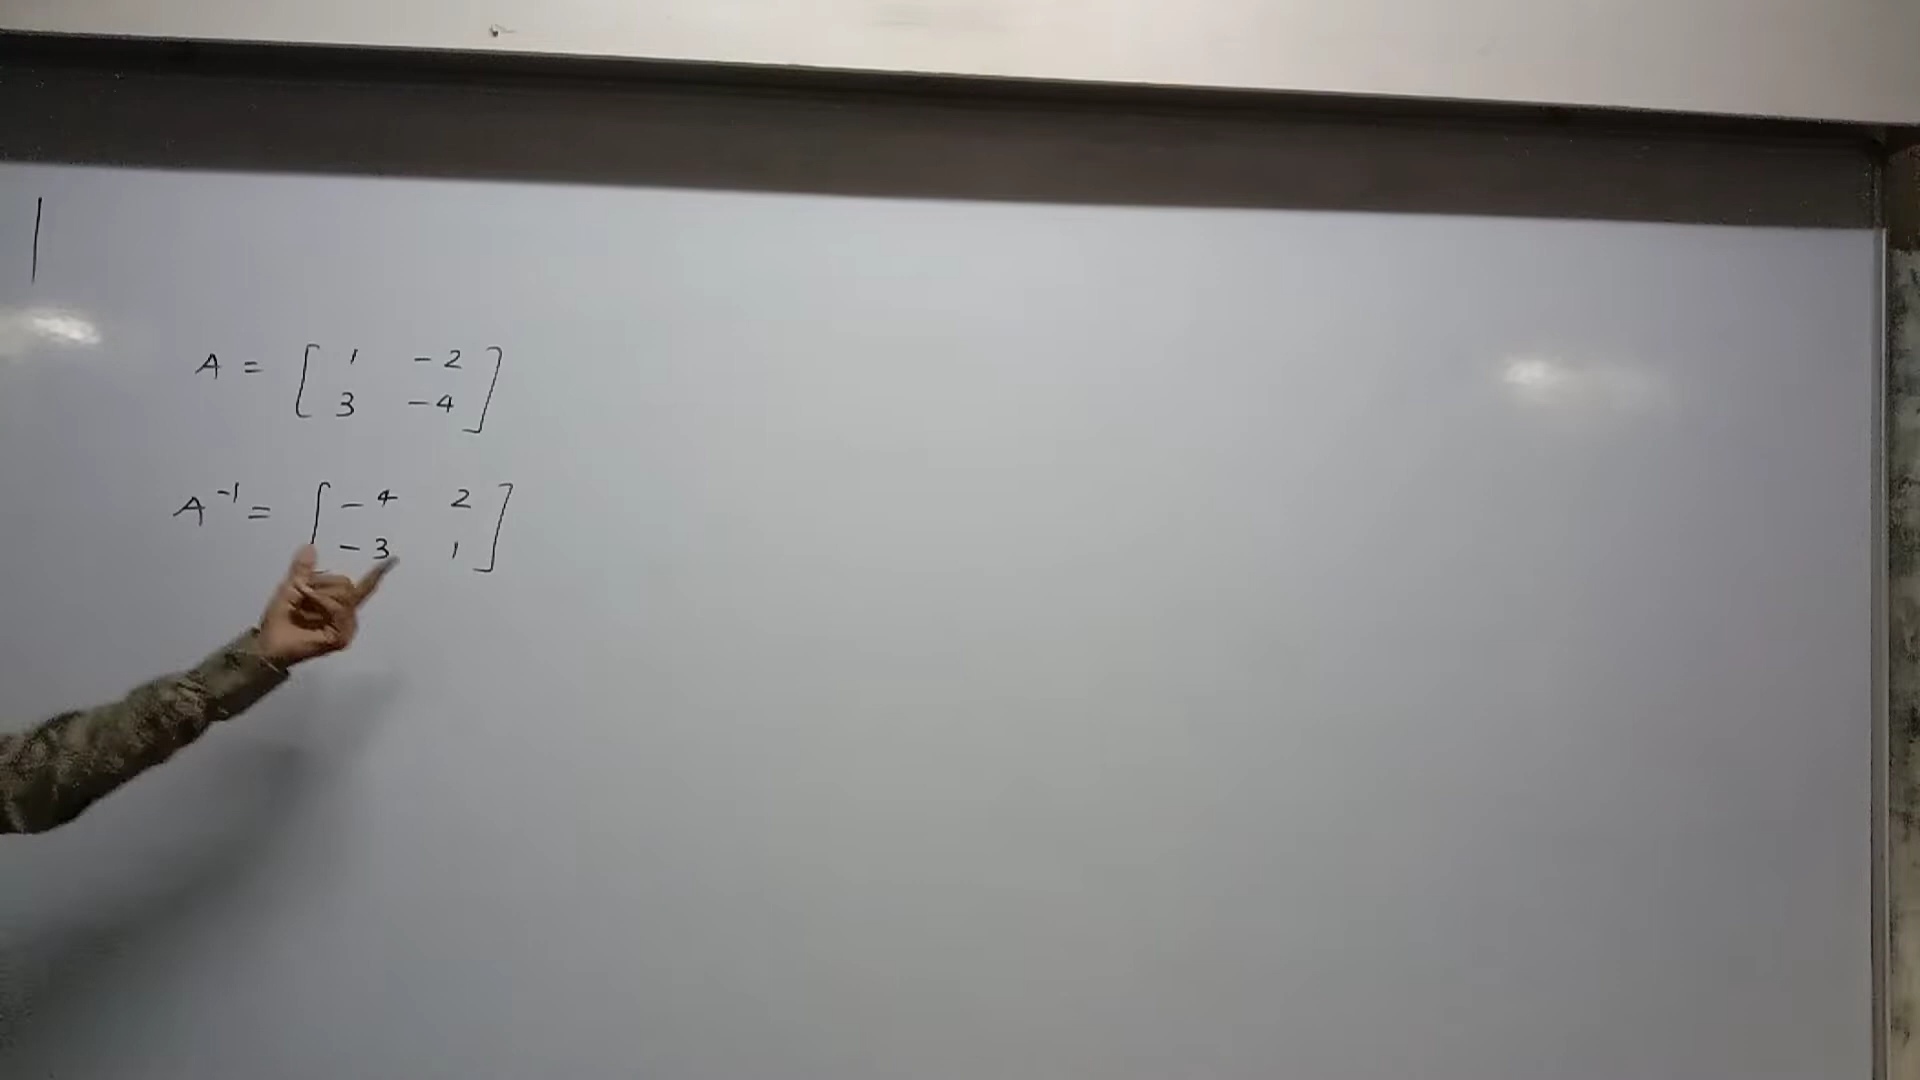 A = [ 1 -2
3 -4 ]
A^-1 = [ -4 2
-3 1 ]